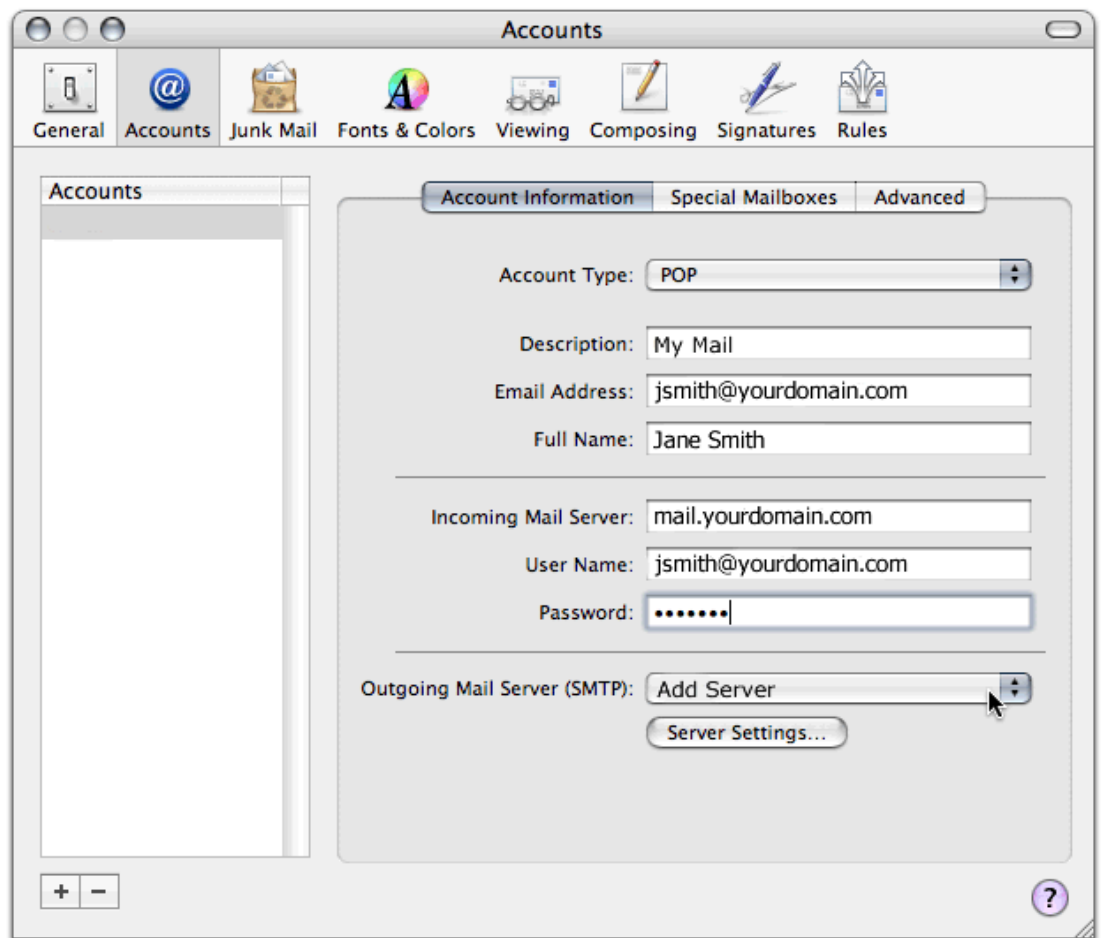 Accounts
General Accounts Junk Mail Fonts & Colors Viewing Composing Signatures Rules
Accounts
Account Information Special Mailboxes Advanced
Account Type: POP
Description: My Mail
Email Address: jsmith@yourdomain.com
Full Name: Jane Smith
Incoming Mail Server: mail.yourdomain.com
User Name: jsmith@yourdomain.com
Password: •••••••
Outgoing Mail Server (SMTP): Add Server
Server Settings...
+ −
?